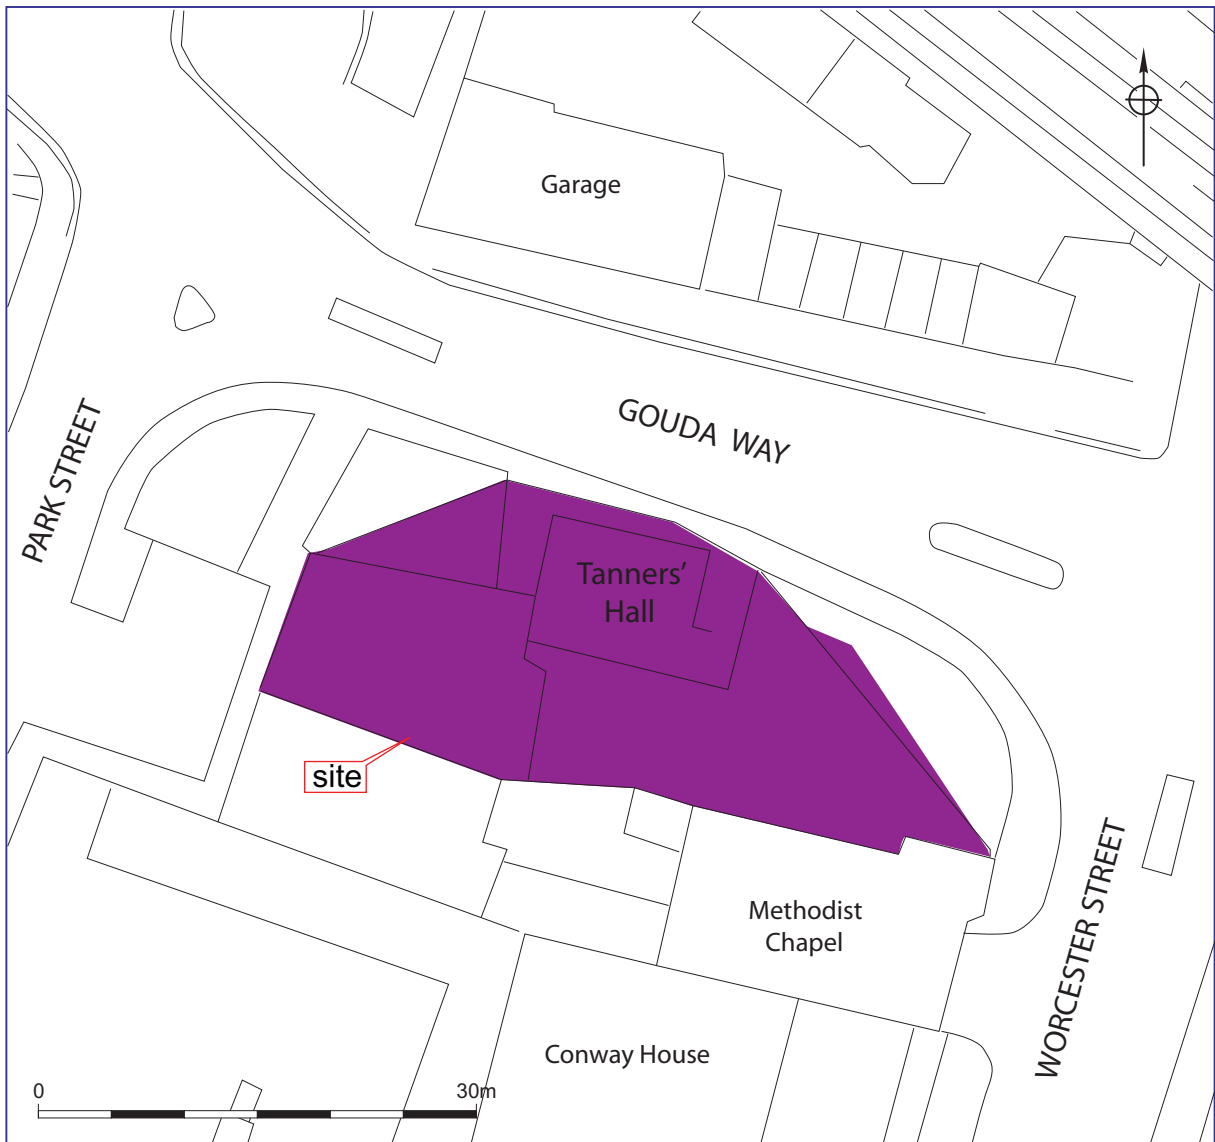 Garage
GOUDA WAY
PARK STREET
Tanners’
Hall
site
Methodist
Chapel
WORCESTER STREET
Conway House
0
30m